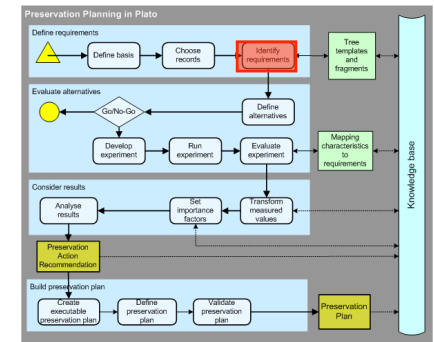 Preservation Planning in Plato
Define requirements
Define basis
Choose
records
Identify
requirements
Tree
templates
and
fragments
Evaluate alternatives
Go/No-Go
Define
alternatives
Develop
experiment
Run
experiment
Evaluate
experiment
Mapping
characteristics
to
requirements
Knowledge base
Consider results
Analyse
results
Set
importance
factors
Transform
measured
values
Preservation
Action
Recommendation
Build preservation plan
Create
executable
preservation plan
Define
preservation
plan
Validate
preservation
plan
Preservation
Plan